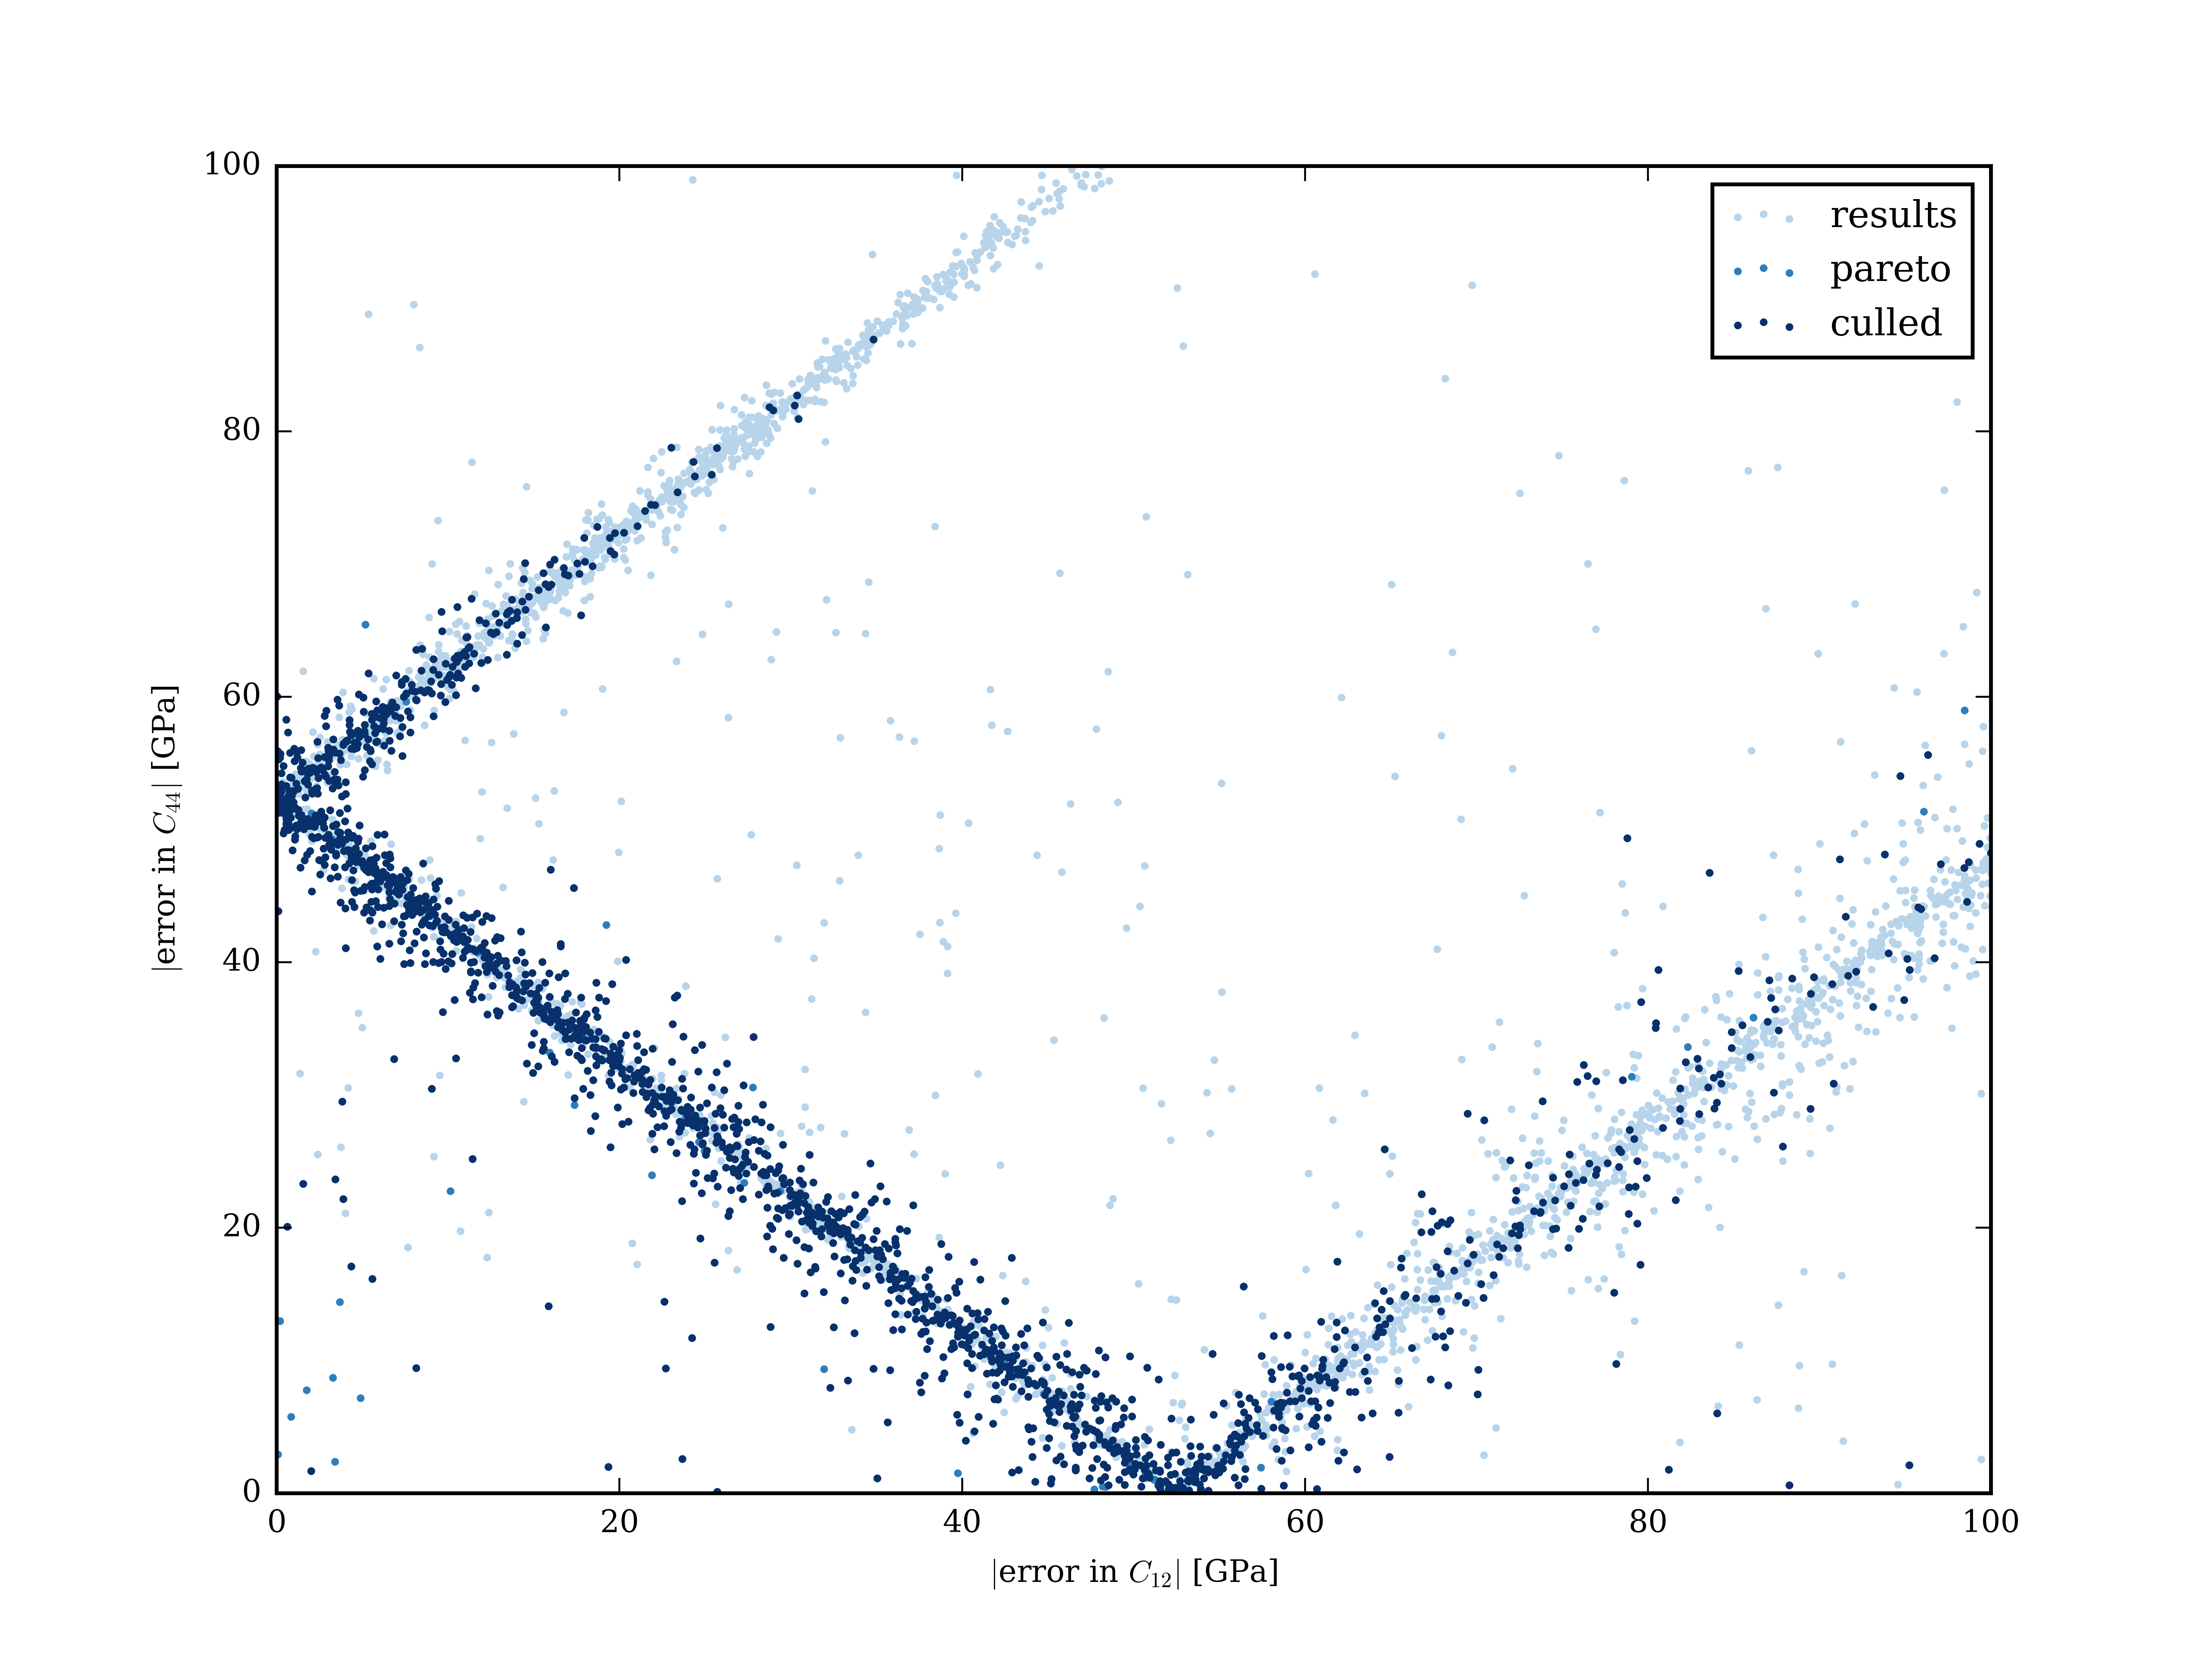 100
80
60
40
20
0
0 20 40 60 80 100
|error in C₄₄| [GPa]
|error in C₁₂| [GPa]
results
pareto
culled